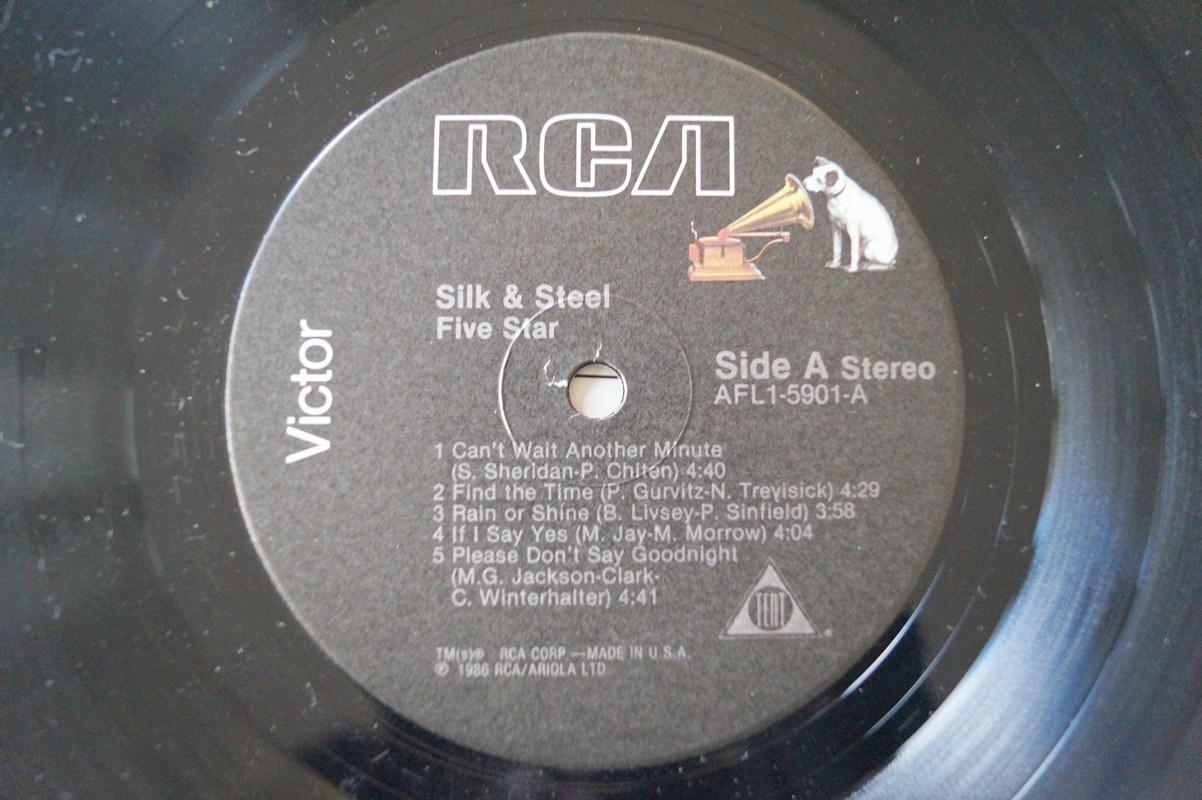 RCA
Victor
Silk & Steel
Five Star
Side A Stereo
AFL1-5901-A
1 Can't Wait Another Minute
(S. Sheridan-P. Chiten) 4:40
2 Find the Time (P. Gurvitz-N. Trevisick) 4:29
3 Rain or Shine (B. Livsey-P. Sinfield) 3:58
4 If I Say Yes (M. Jay-M. Morrow) 4:04
5 Please Don't Say Goodnight
(M.G. Jackson-Clark-
C. Winterhalter) 4:41
TENT
TM(s)® RCA CORP —MADE IN U.S.A.
℗ 1986 RCA/ARIOLA LTD